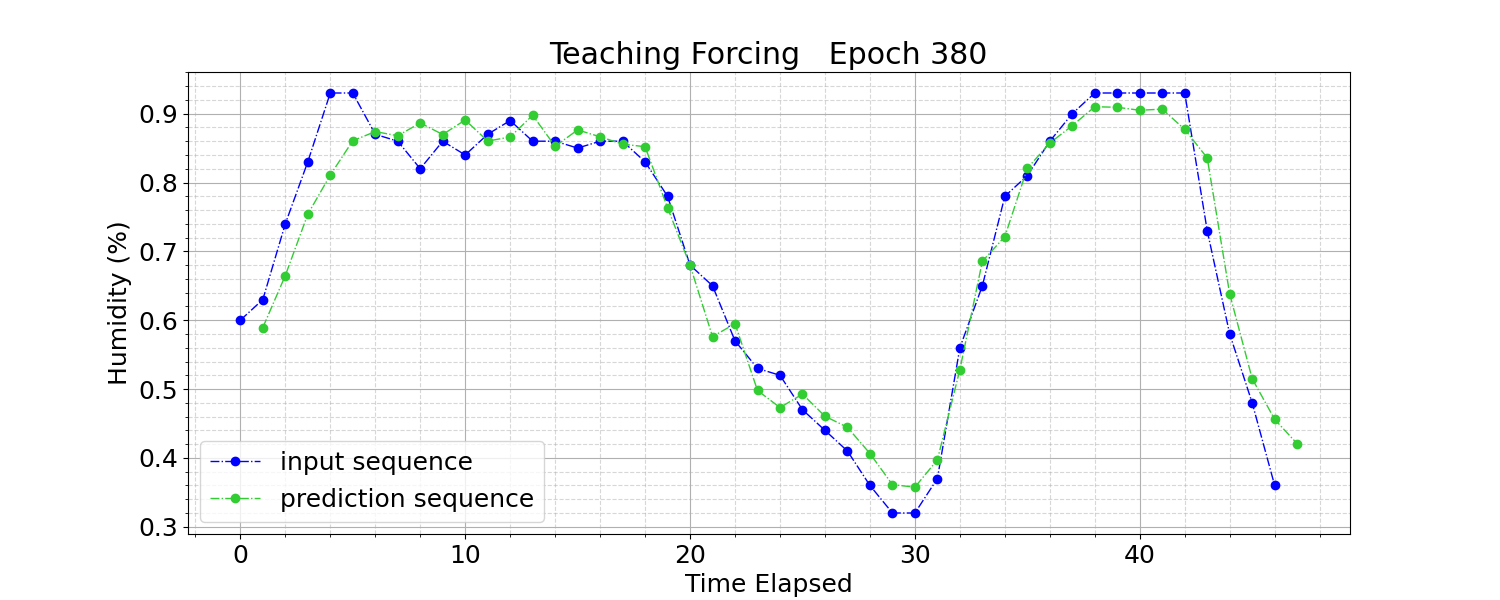 Teaching Forcing   Epoch 380
Humidity (%)
0.9
0.8
0.7
0.6
0.5
0.4
0.3
input sequence
prediction sequence
0 10 20 30 40
Time Elapsed